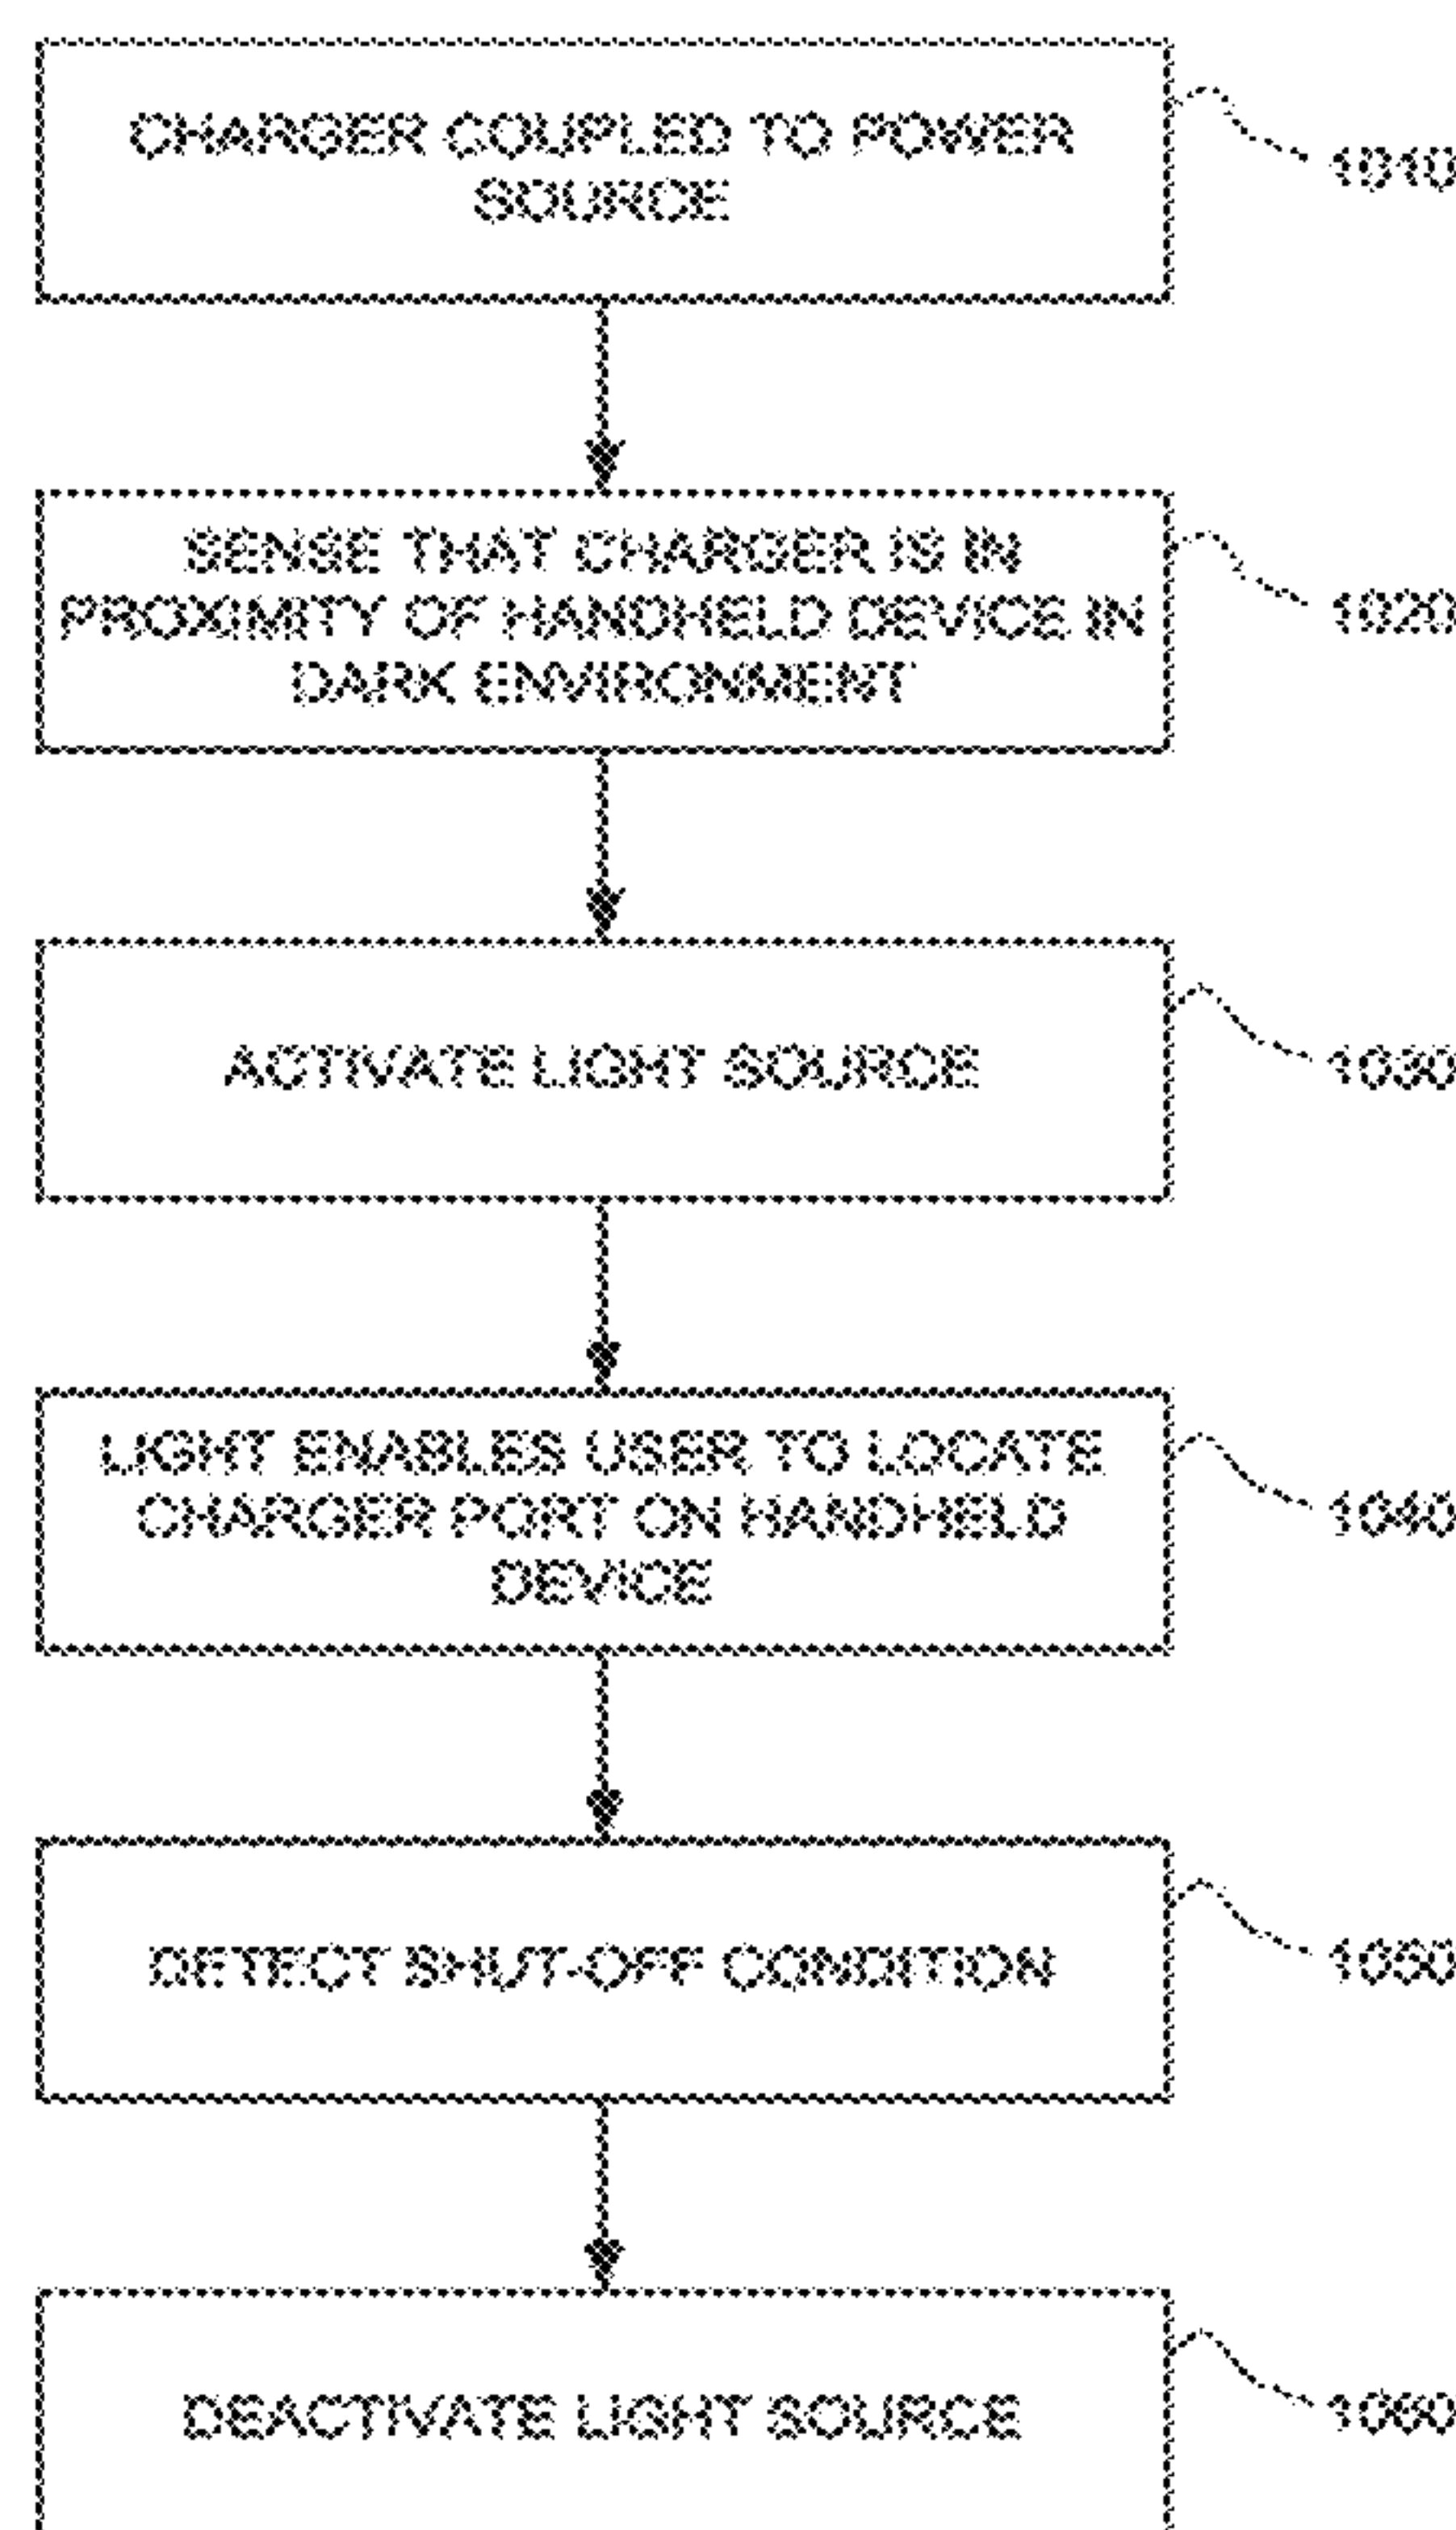 CHARGER COUPLED TO POWER
SOURCE
1010
SENSE THAT CHARGER IS IN
PROXIMITY OF HANDHELD DEVICE IN
DARK ENVIRONMENT
1020
ACTIVATE LIGHT SOURCE
1030
LIGHT ENABLES USER TO LOCATE
CHARGER PORT ON HANDHELD
DEVICE
1040
DETECT SHUT-OFF CONDITION
1050
DEACTIVATE LIGHT SOURCE
1060